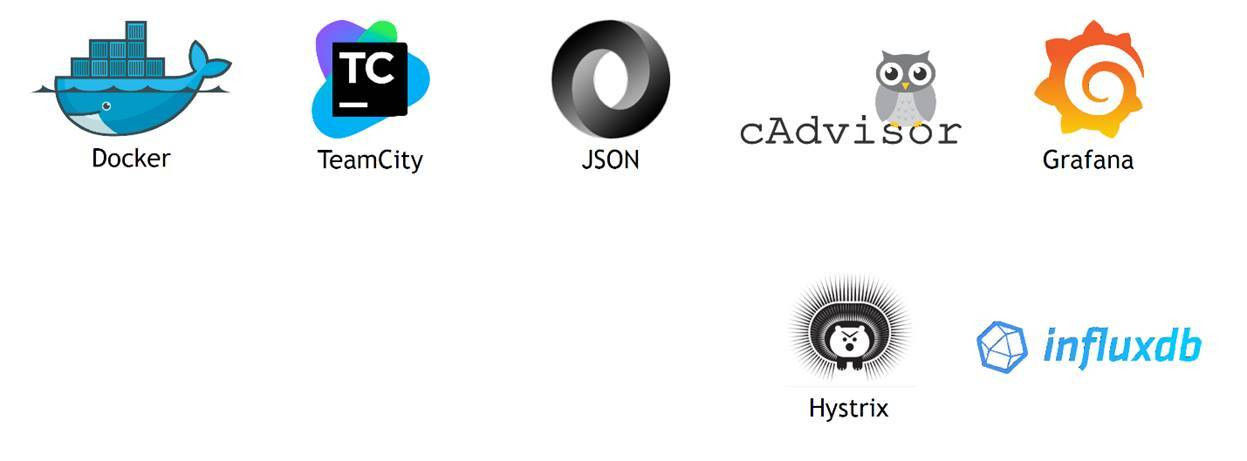 TC
cAdvisor
Docker
TeamCity
JSON
Grafana
influxdb
Hystrix